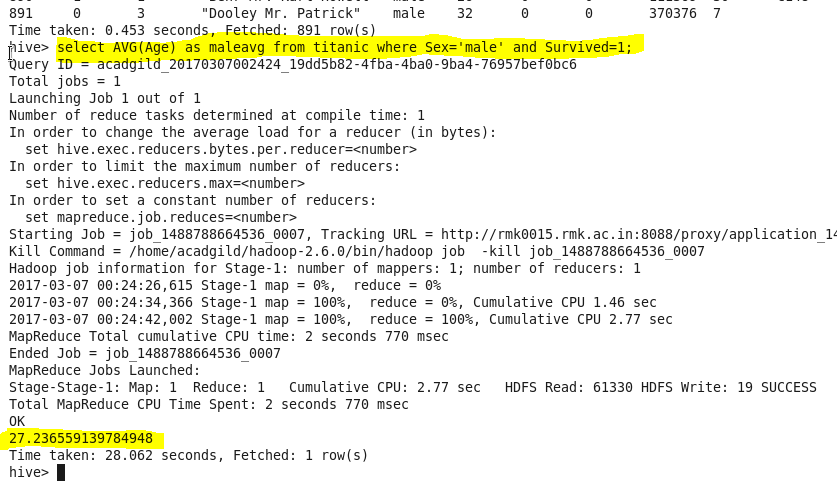 891 0 3 "Dooley Mr. Patrick" male 32 0 0 370376 7
Time taken: 0.453 seconds, Fetched: 891 row(s)
hive> select AVG(Age) as maleavg from titanic where Sex='male' and Survived=1;
Query ID = acadgild_20170307002424_19dd5b82-4fba-4ba0-9ba4-76957bef0bc6
Total jobs = 1
Launching Job 1 out of 1
Number of reduce tasks determined at compile time: 1
In order to change the average load for a reducer (in bytes):
  set hive.exec.reducers.bytes.per.reducer=<number>
In order to limit the maximum number of reducers:
  set hive.exec.reducers.max=<number>
In order to set a constant number of reducers:
  set mapreduce.job.reduces=<number>
Starting Job = job_1488788664536_0007, Tracking URL = http://rmk0015.rmk.ac.in:8088/proxy/application_14
Kill Command = /home/acadgild/hadoop-2.6.0/bin/hadoop job  -kill job_1488788664536_0007
Hadoop job information for Stage-1: number of mappers: 1; number of reducers: 1
2017-03-07 00:24:26,615 Stage-1 map = 0%,  reduce = 0%
2017-03-07 00:24:34,366 Stage-1 map = 100%,  reduce = 0%, Cumulative CPU 1.46 sec
2017-03-07 00:24:42,002 Stage-1 map = 100%,  reduce = 100%, Cumulative CPU 2.77 sec
MapReduce Total cumulative CPU time: 2 seconds 770 msec
Ended Job = job_1488788664536_0007
MapReduce Jobs Launched:
Stage-Stage-1: Map: 1  Reduce: 1   Cumulative CPU: 2.77 sec   HDFS Read: 61330 HDFS Write: 19 SUCCESS
Total MapReduce CPU Time Spent: 2 seconds 770 msec
OK
27.236559139784948
Time taken: 28.062 seconds, Fetched: 1 row(s)
hive>